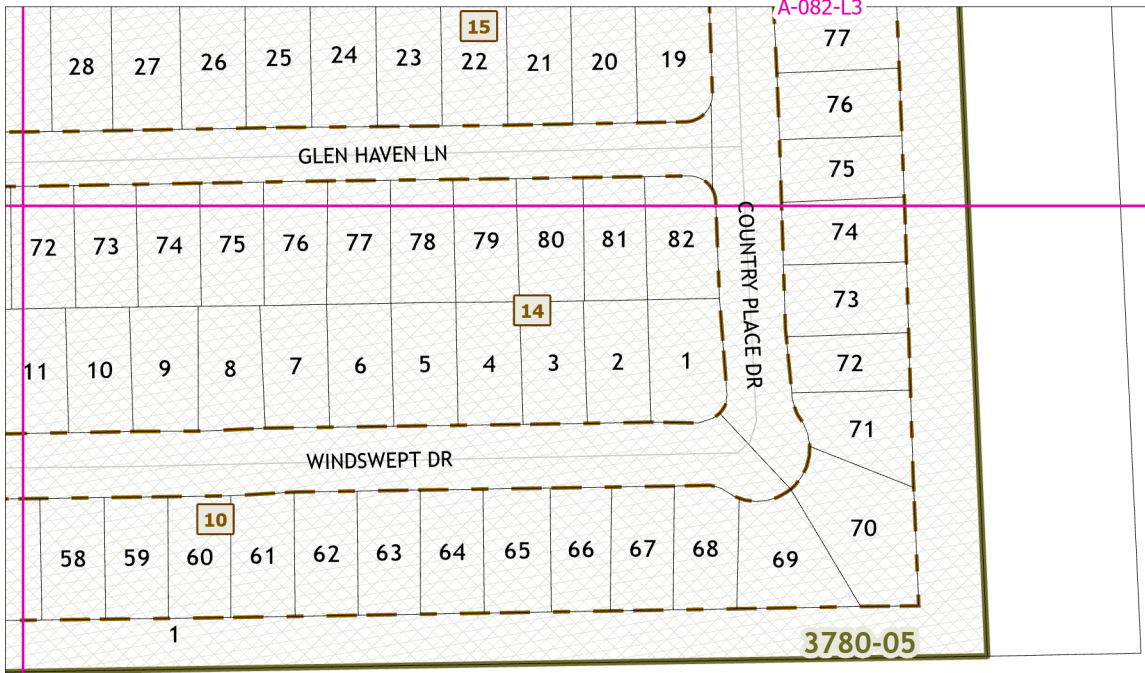 A-082-L3
15
77
28 27 26 25 24 23 22 21 20 19
76
GLEN HAVEN LN
75
COUNTRY PLACE DR
72 73 74 75 76 77 78 79 80 81 82
74
73
14
11 10 9 8 7 6 5 4 3 2 1
72
71
WINDSWEPT DR
10
70
58 59 60 61 62 63 64 65 66 67 68 69
1
3780-05